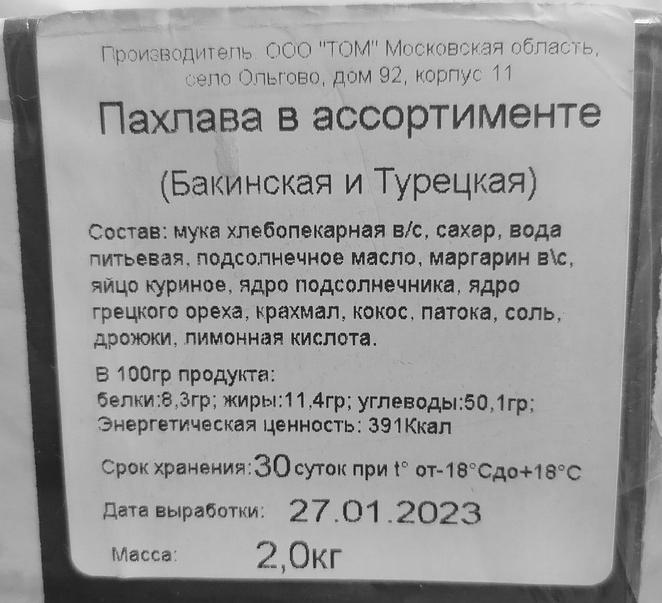 Производитель ООО "ТОМ" Московская область,
село Ольгово, дом 92, корпус 11
Пахлава в ассортименте
(Бакинская и Турецкая)
Состав: мука хлебопекарная в/с, сахар, вода
питьевая, подсолнечное масло, маргарин в\с,
яйцо куриное, ядро подсолнечника, ядро
грецкого ореха, крахмал, кокос, патока, соль,
дрожжи, лимонная кислота.
В 100гр продукта:
белки:8,3гр; жиры:11,4гр; углеводы:50,1гр;
Энергетическая ценность: 391Ккал
Срок хранения:30суток при t° от-18°Сдо+18°С
Дата выработки: 27.01.2023
Масса: 2,0кг